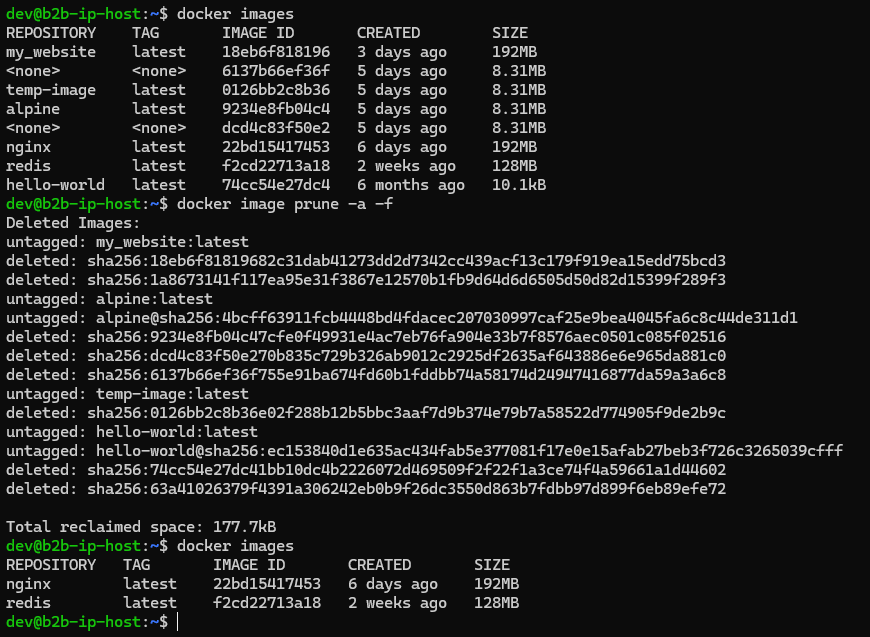 dev@b2b-ip-host:~$ docker images
REPOSITORY    TAG       IMAGE ID       CREATED        SIZE
my_website    latest    18eb6f818196   3 days ago     192MB
<none>        <none>    6137b66ef36f   5 days ago     8.31MB
temp-image    latest    0126bb2c8b36   5 days ago     8.31MB
alpine        latest    9234e8fb04c4   5 days ago     8.31MB
<none>        <none>    dcd4c83f50e2   5 days ago     8.31MB
nginx         latest    22bd15417453   6 days ago     192MB
redis         latest    f2cd22713a18   2 weeks ago    128MB
hello-world   latest    74cc54e27dc4   6 months ago   10.1kB
dev@b2b-ip-host:~$ docker image prune -a -f
Deleted Images:
untagged: my_website:latest
deleted: sha256:18eb6f81819682c31dab41273dd2d7342cc439acf13c179f919ea15edd75bcd3
deleted: sha256:1a8673141f117ea95e31f3867e12570b1fb9d64d6d6505d50d82d15399f289f3
untagged: alpine:latest
untagged: alpine@sha256:4bcff63911fcb4448bd4fdacec207030997caf25e9bea4045fa6c8c44de311d1
deleted: sha256:9234e8fb04c47cfe0f49931e4ac7eb76fa904e33b7f8576aec0501c085f02516
deleted: sha256:dcd4c83f50e270b835c729b326ab9012c2925df2635af643886e6e965da881c0
deleted: sha256:6137b66ef36f755e91ba674fd60b1fddbb74a58174d24947416877da59a3a6c8
untagged: temp-image:latest
deleted: sha256:0126bb2c8b36e02f288b12b5bbc3aaf7d9b374e79b7a58522d774905f9de2b9c
untagged: hello-world:latest
untagged: hello-world@sha256:ec153840d1e635ac434fab5e377081f17e0e15afab27beb3f726c3265039cfff
deleted: sha256:74cc54e27dc41bb10dc4b2226072d469509f2f22f1a3ce74f4a59661a1d44602
deleted: sha256:63a41026379f4391a306242eb0b9f26dc3550d863b7fdbb97d899f6eb89efe72

Total reclaimed space: 177.7kB
dev@b2b-ip-host:~$ docker images
REPOSITORY   TAG       IMAGE ID       CREATED       SIZE
nginx        latest    22bd15417453   6 days ago    192MB
redis        latest    f2cd22713a18   2 weeks ago   128MB
dev@b2b-ip-host:~$